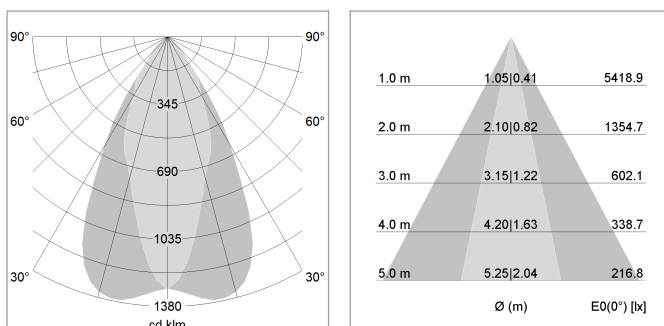 90° 90°
345
60° 60°
690
1035
30° 30°
1380
cd klm
1.0 m 1.05|0.41 5418.9
2.0 m 2.10|0.82 1354.7
3.0 m 3.15|1.22 602.1
4.0 m 4.20|1.63 338.7
5.0 m 5.25|2.04 216.8
Ø (m) E0(0°) [lx]